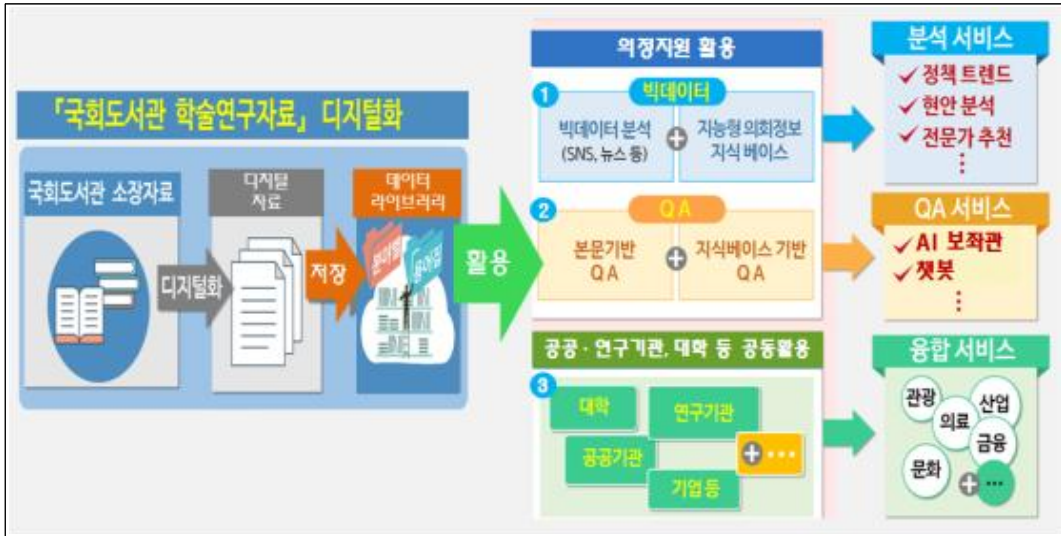 『국회도서관 학술연구자료』 디지털화
국회도서관 소장자료
디지털화
디지털
자료
저장
데이터
라이브러리
분야별
용어집
활용
의정지원 활용
1
빅데이터
빅데이터 분석
(SNS, 뉴스 등)
지능형 의회정보
지식 베이스
2
Q A
본문기반
Q A
지식베이스 기반
Q A
공공·연구기관, 대학 등 공동활용
3
대학
연구기관
공공기관
기업 등
+ ···
분석 서비스
✓ 정책 트렌드
✓ 현안 분석
✓ 전문가 추천
⋮
QA 서비스
✓ AI 보좌관
✓ 챗봇
⋮
융합 서비스
관광
산업
의료
금융
문화
+ ···